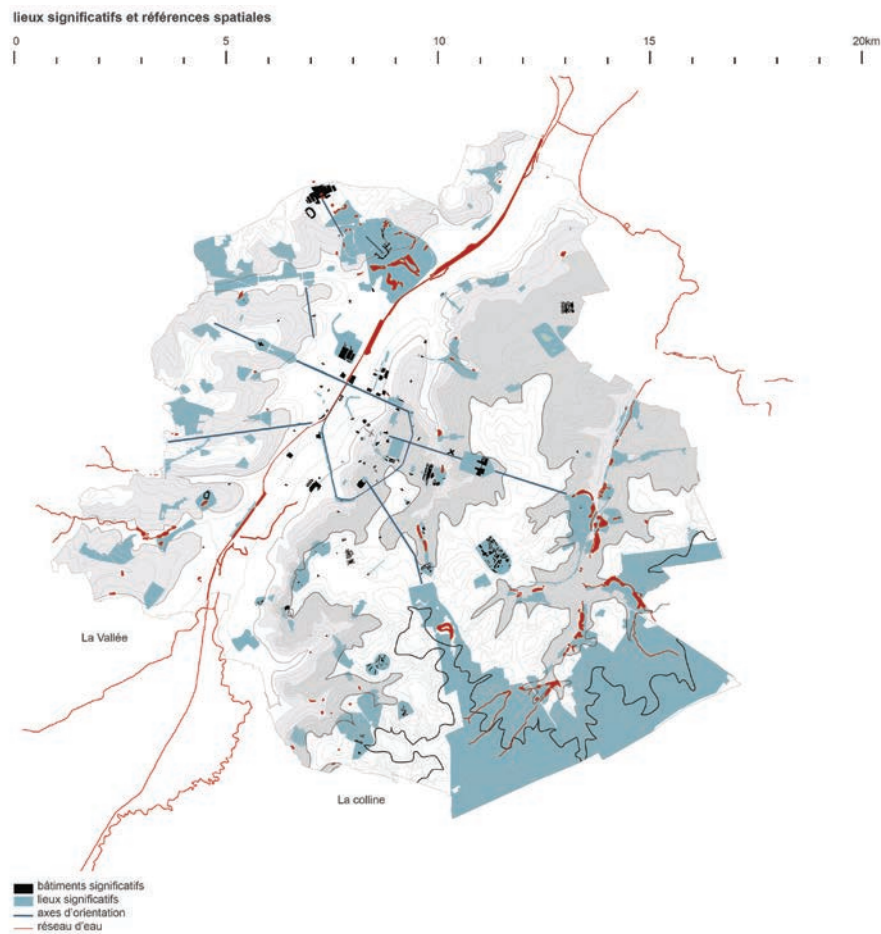 lieux significatifs et références spatiales
0 5 10 15 20km
La Vallée
La colline
bâtiments significatifs
lieux significatifs
axes d'orientation
réseau d'eau